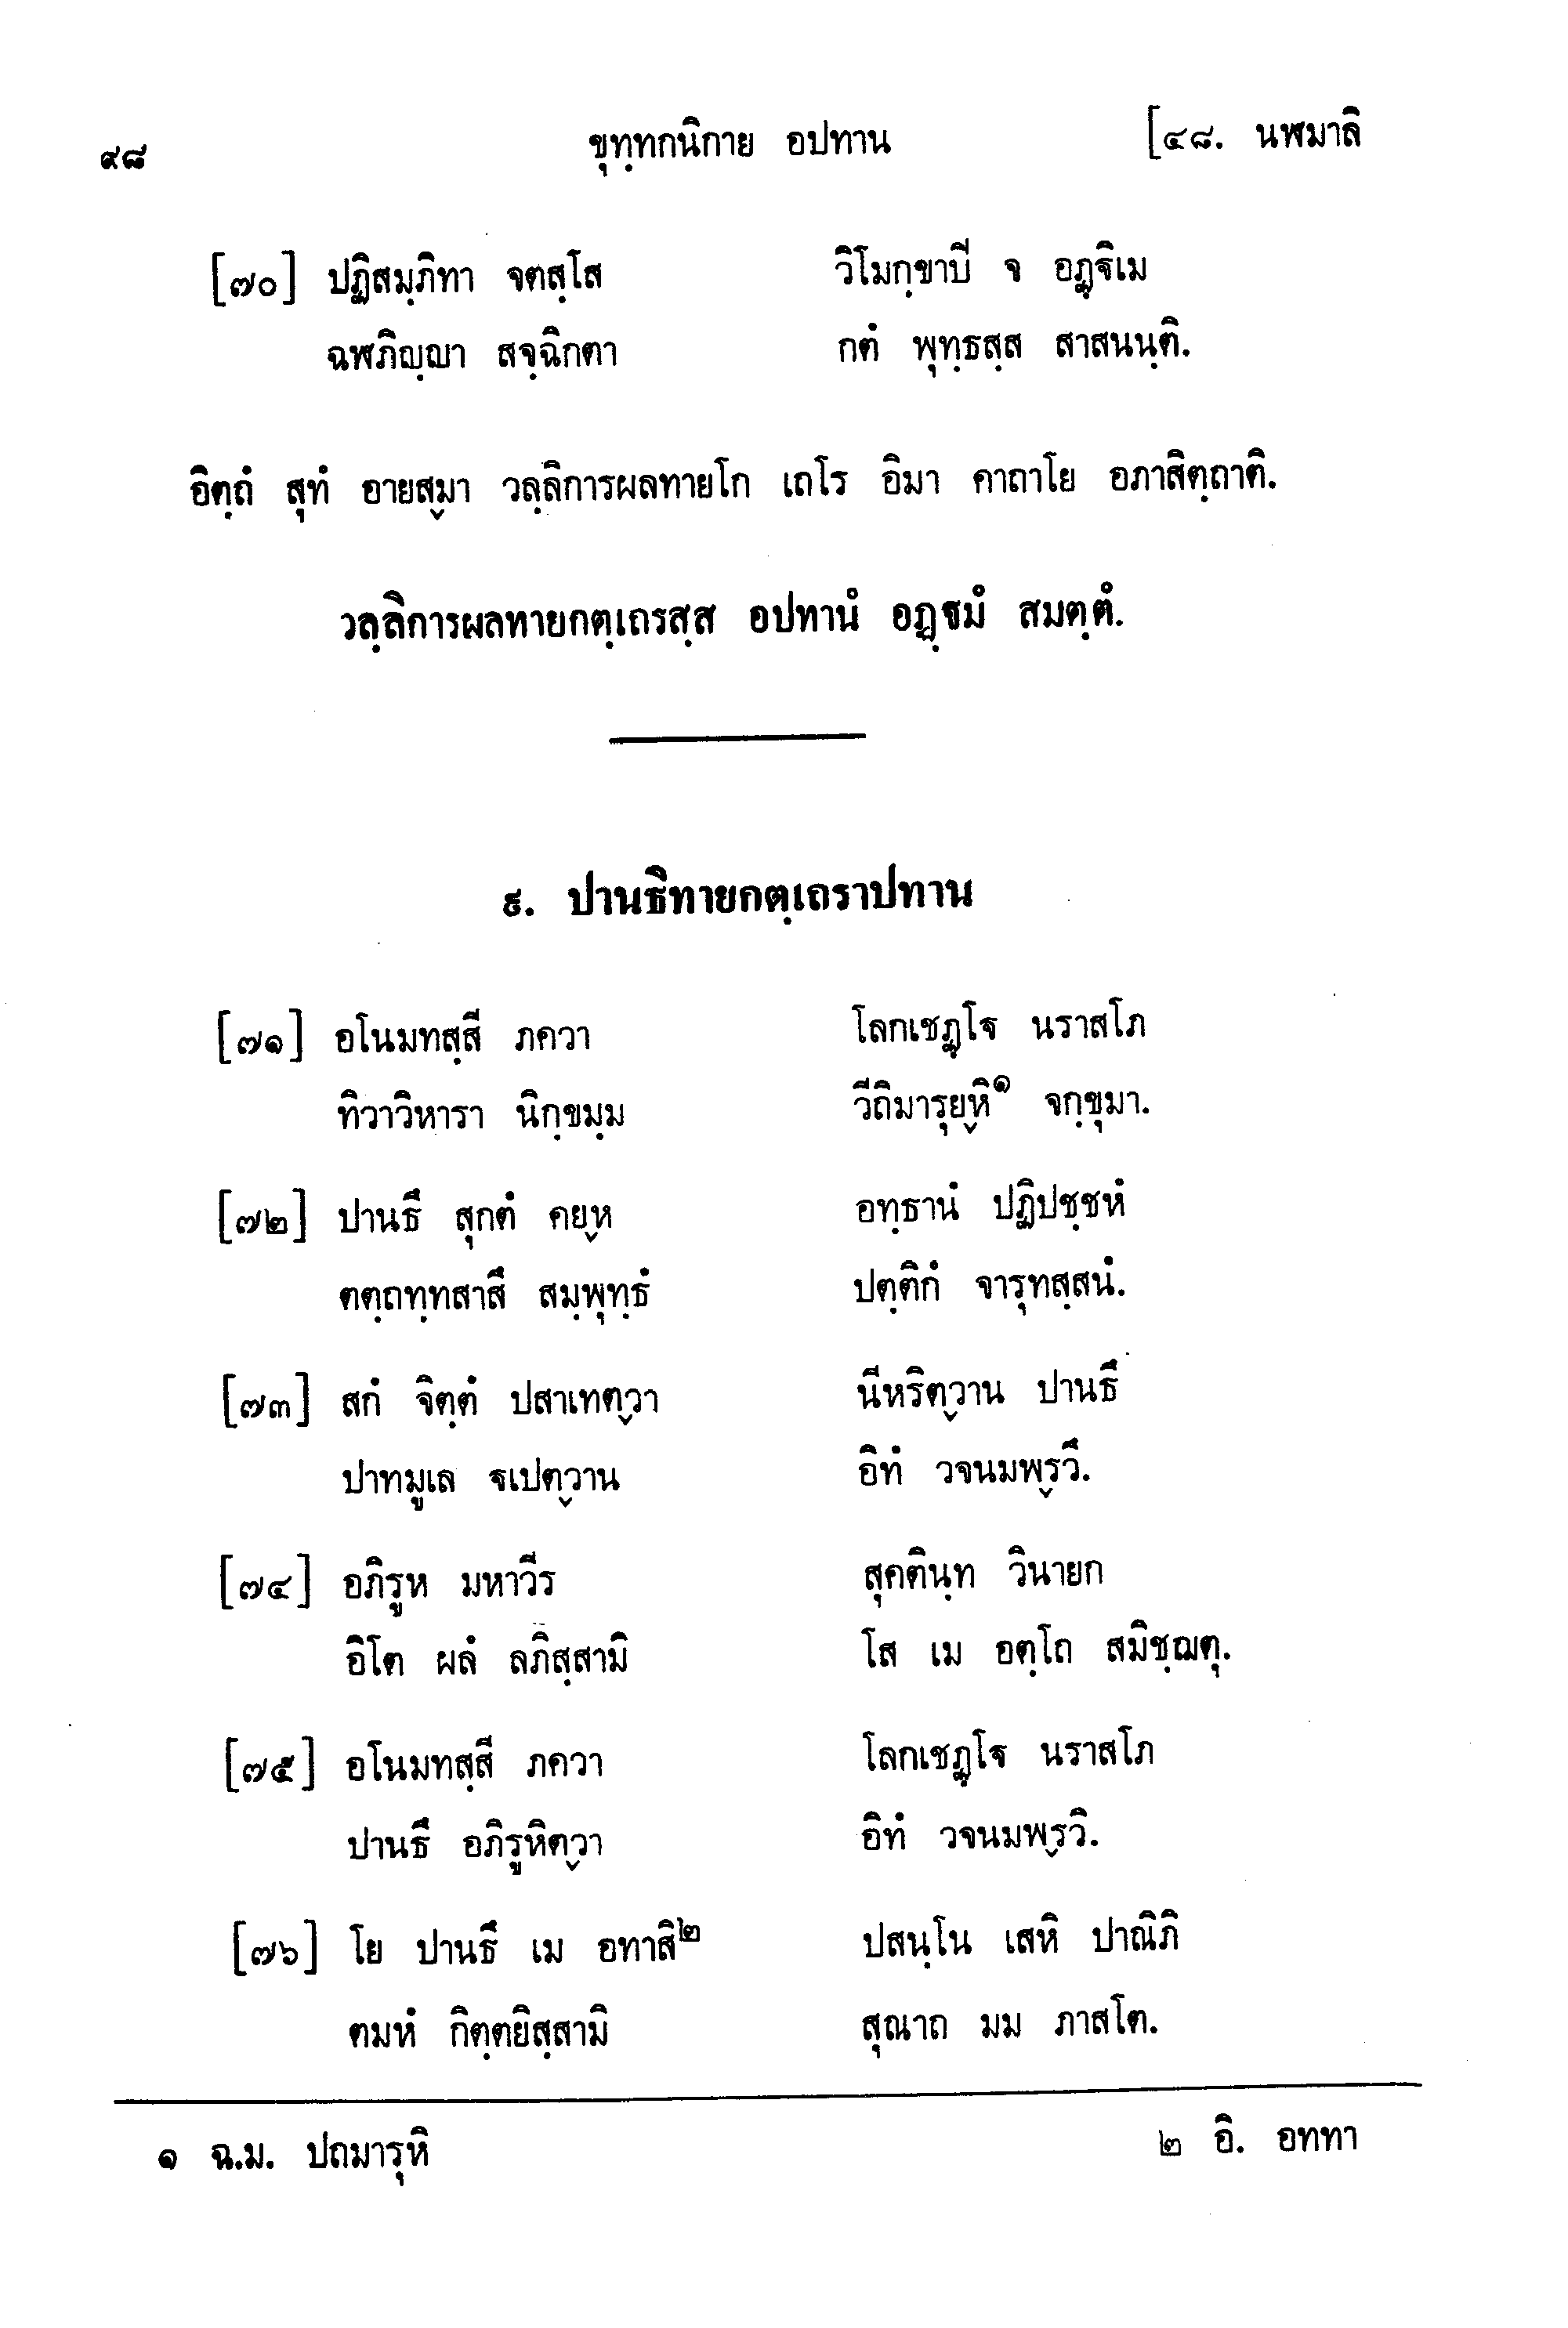 ๙๘ ขุทฺทกนิกาย อปทาน [๔๘. นฬมาลิ
[๗๐] ปฏิสมฺภิทา จตสฺโส วิโมกฺขาปี จ อฏฺฐิเม
ฉฬภิญฺญา สจฺฉิกตา กตํ พุทฺธสฺส สาสนนฺติ.
อิตฺถํ สุทํ อายสฺมา วลฺลิการผลทายโก เถโร อิมา คาถาโย อภาสิตฺถาติ.
วลฺลิการผลทายกตฺเถรสฺส อปทานํ อฏฺฐมํ สมตฺตํ.
๙. ปานธิทายกตฺเถราปทาน
[๗๑] อโนมทสฺสี ภควา โลกเชฏฺโฐ นราสโภ
ทิวาวิหารา นิกฺขมฺม วีถิมารุยฺหิ๑ จกฺขุมา.
[๗๒] ปานธึ สุกตํ คยฺห อทฺธานํ ปฏิปชฺชหํ
ตตฺถทฺทสาสึ สมฺพุทฺธํ ปตฺติกํ จารุทสฺสนํ.
[๗๓] สกํ จิตฺตํ ปสาเทตฺวา นีหริตฺวาน ปานธึ
ปาทมูเล ฐเปตฺวาน อิทํ วจนมพฺรวึ.
[๗๔] อภิรูห มหาวีร สุคตินฺท วินายก
อิโต ผลํ ลภิสฺสามิ โส เม อตฺโถ สมิชฺฌตุ.
[๗๕] อโนมทสฺสี ภควา โลกเชฏฺโฐ นราสโภ
ปานธึ อภิรูหิตฺวา อิทํ วจนมพฺรวิ.
[๗๖] โย ปานธึ เม อทาสิ๒ ปสนฺโน เสหิ ปาณิภิ
ตมหํ กิตฺตยิสฺสามิ สุณาถ มม ภาสโต.
๑ ฉ.ม. ปถมารุหิ ๒ อิ. อททา